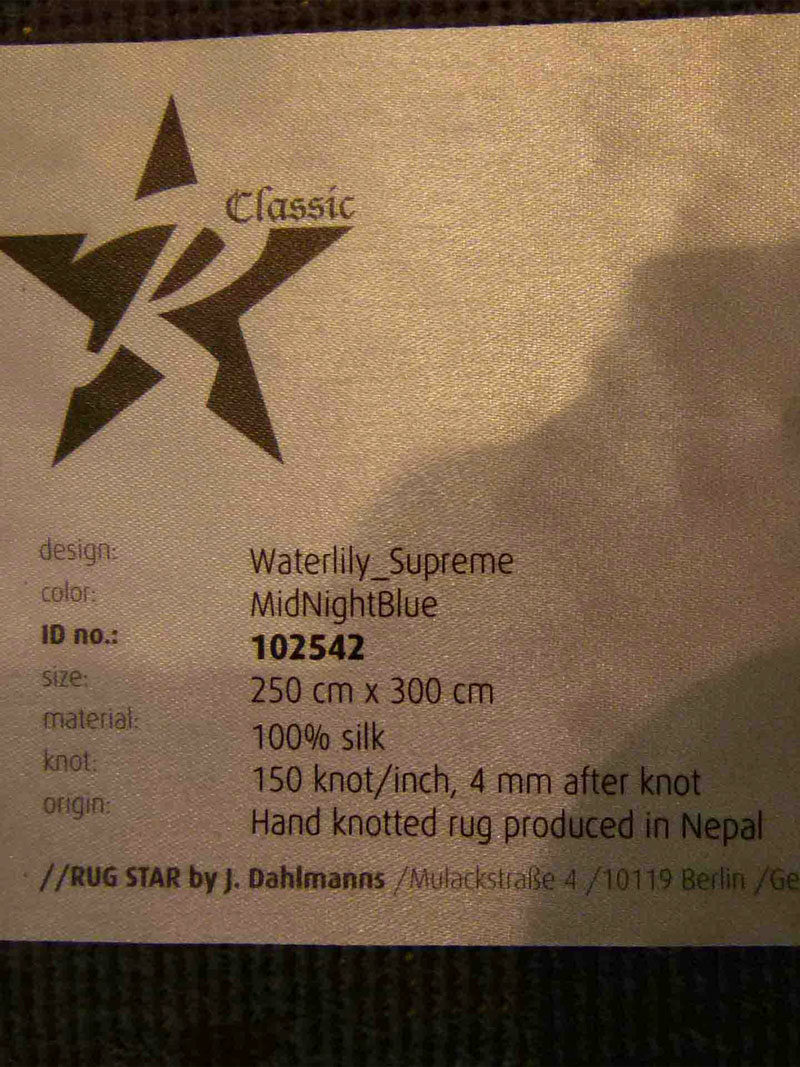 Classic
design: Waterlily_Supreme
color: MidNightBlue
ID no.: 102542
size: 250 cm x 300 cm
material: 100% silk
knot: 150 knot/inch, 4 mm after knot
origin: Hand knotted rug produced in Nepal
//RUG STAR by J. Dahlmanns /Mulackstraße 4 /10119 Berlin /Ge